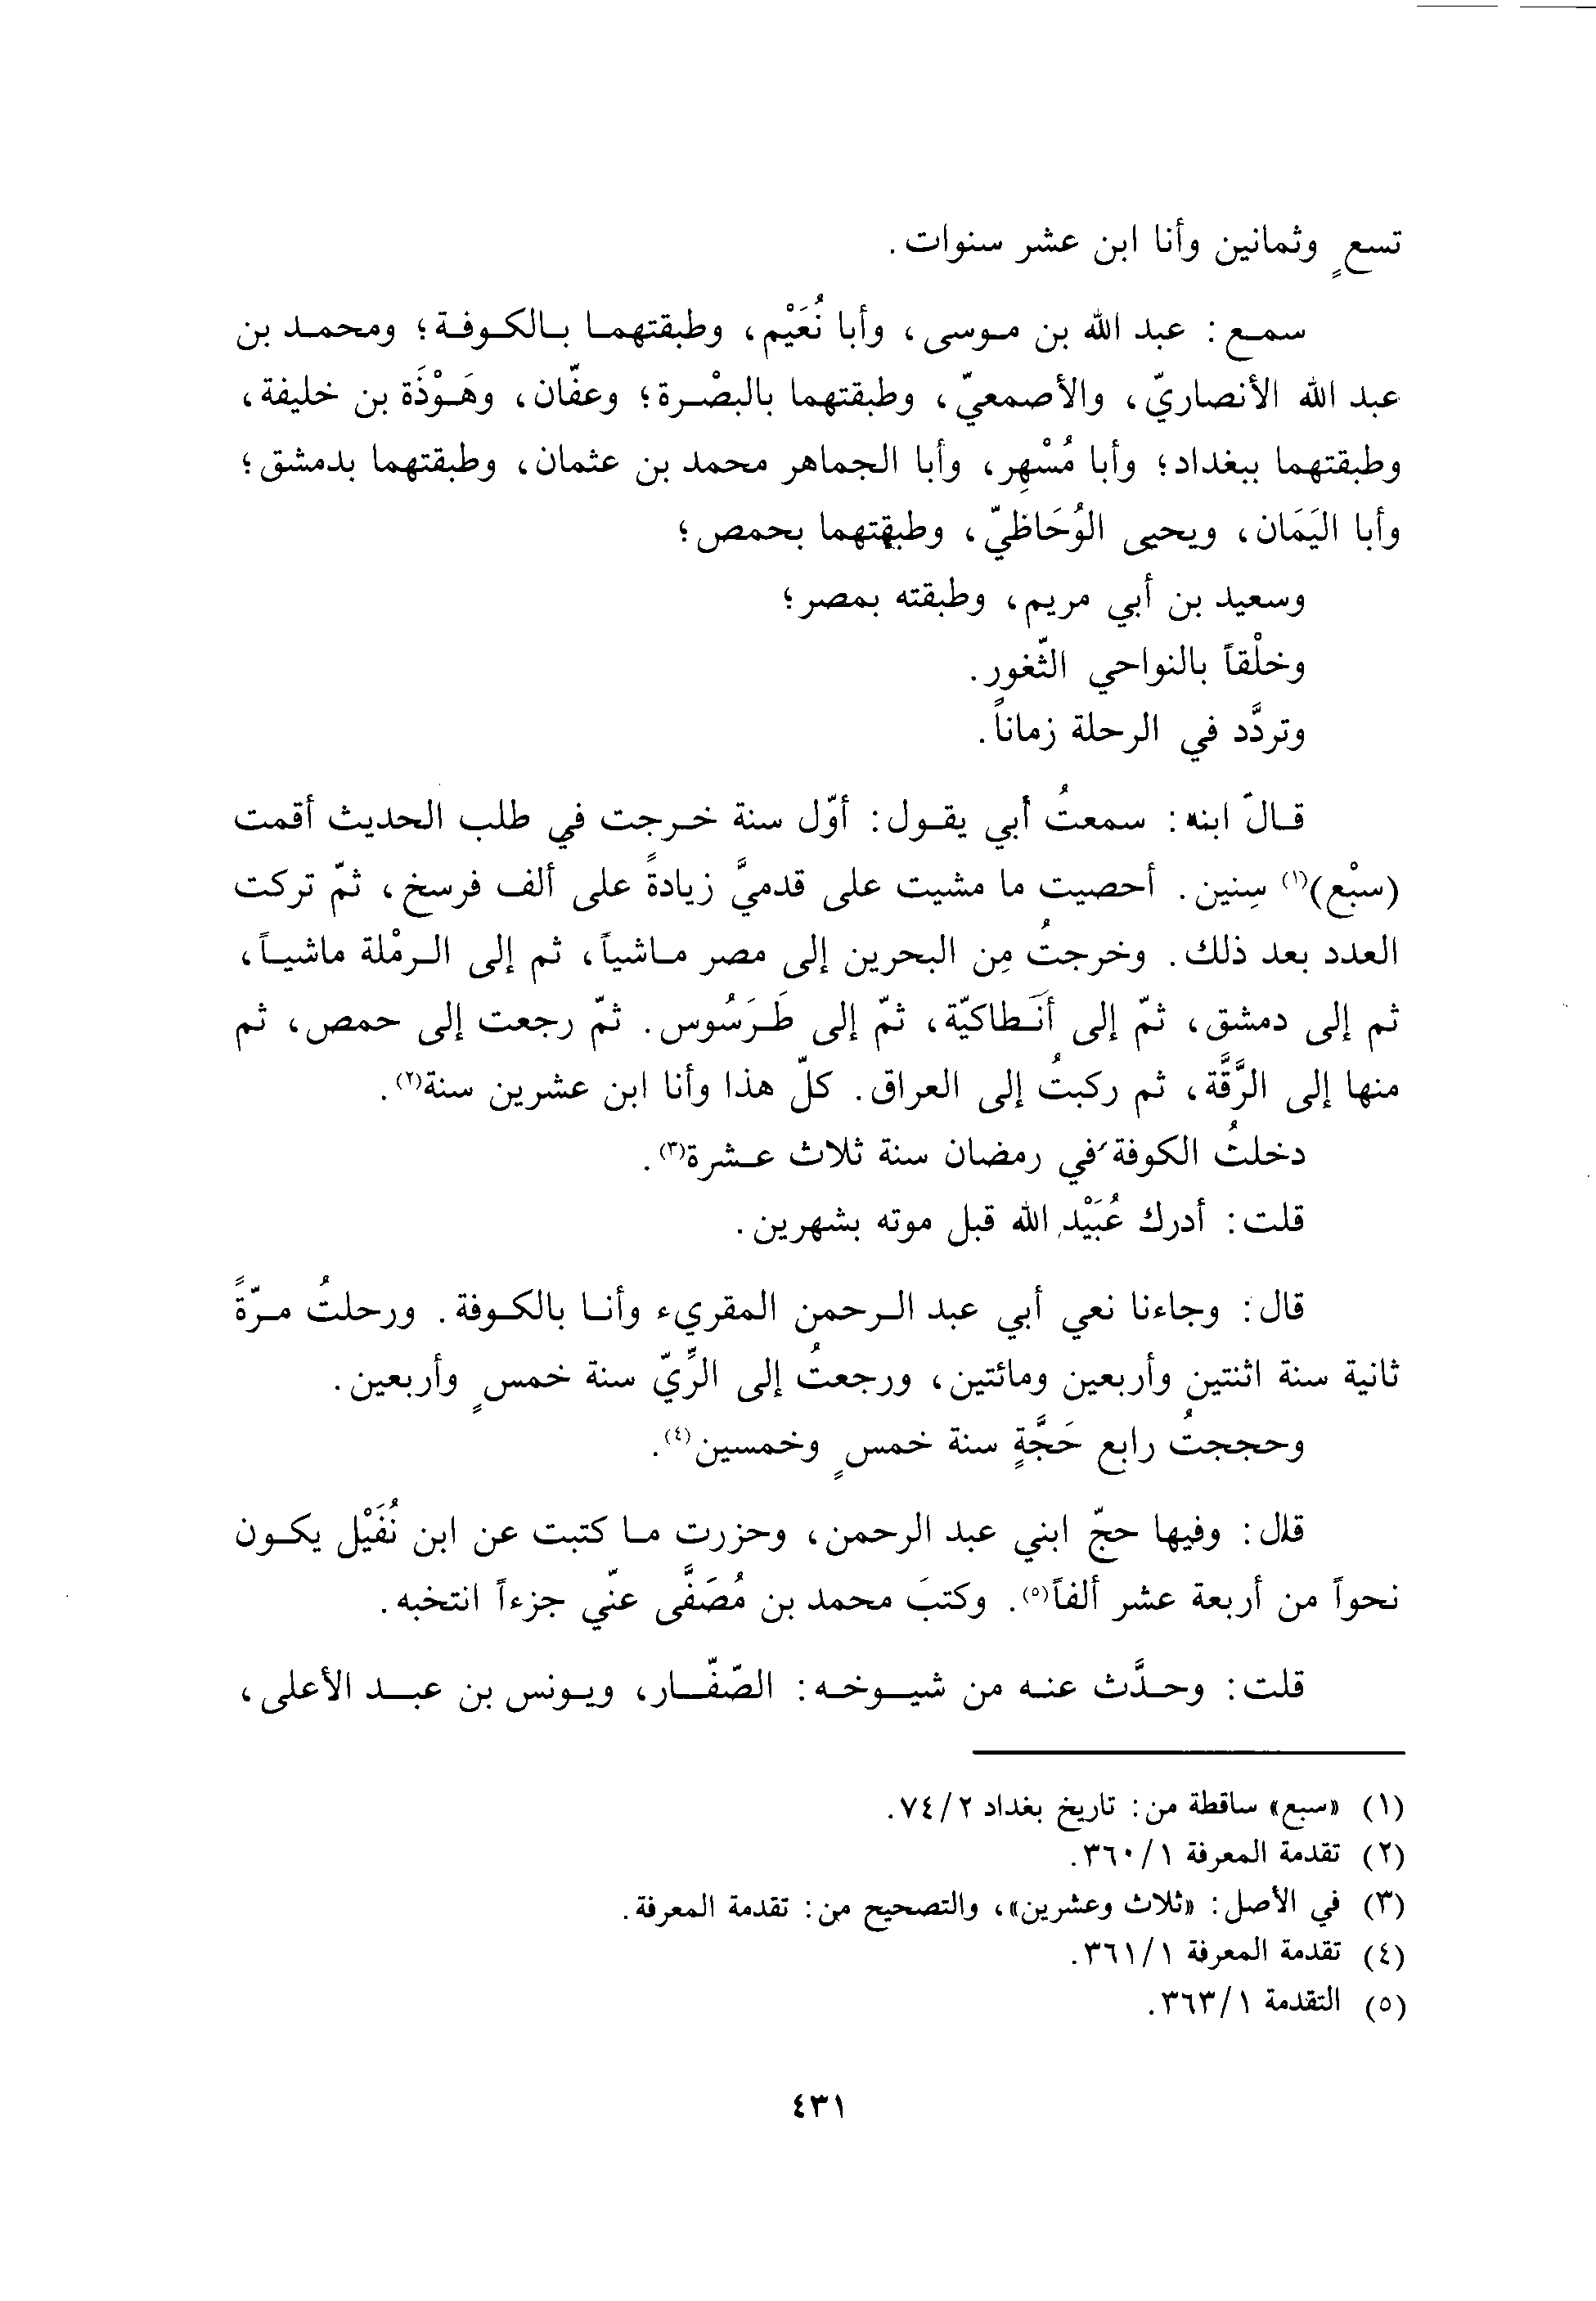 تسعٍ وثمانين وأنا ابن عشر سنوات.
سمع: عبد الله بن موسى، وأبا نُعَيْم، وطبقتهما بالكوفة؛ ومحمد بن
عبد الله الأنصاريّ، والأصمعيّ، وطبقتهما بالبصْرة؛ وعفّان، وهَوْذَة بن خليفة،
وطبقتهما ببغداد؛ وأبا مُسْهِر، وأبا الجماهر محمد بن عثمان، وطبقتهما بدمشق؛
وأبا اليَمَان، ويحيى الوُحَاظيّ، وطبقتهما بحمص؛
وسعيد بن أبي مريم، وطبقته بمصر؛
وخلْقاً بالنواحي الثّغور.
وتردَّد في الرحلة زماناً.
قال ابنه: سمعتُ أبي يقول: أوّل سنة خرجت في طلب الحديث أقمت
(سبْع)(١) سِنين. أحصيت ما مشيت على قدميَّ زيادةً على ألف فرسخ، ثمّ تركت
العدد بعد ذلك. وخرجتُ مِن البحرين إلى مصر ماشياً، ثم إلى الرمْلة ماشياً،
ثم إلى دمشق، ثمّ إلى أَنَطاكيّة، ثمّ إلى طَرَسُوس. ثمّ رجعت إلى حمص، ثم
منها إلى الرَّقَّة، ثم ركبتُ إلى العراق. كلّ هذا وأنا ابن عشرين سنة(٢).
دخلتُ الكوفة في رمضان سنة ثلاث عشرة(٣).
قلت: أدرك عُبَيْد الله قبل موته بشهرين.
قال: وجاءنا نعي أبي عبد الرحمن المقريء وأنا بالكوفة. ورحلتُ مرّةً
ثانية سنة اثنتين وأربعين ومائتين، ورجعتُ إلى الرِّيّ سنة خمسٍ وأربعين.
وحججتُ رابع حَجَّةٍ سنة خمسٍ وخمسين(٤).
قال: وفيها حجّ ابني عبد الرحمن، وحزرت ما كتبت عن ابن نُفَيْل يكون
نحواً من أربعة عشر ألفاً(٥). وكتبَ محمد بن مُصَفَّى عنّي جزءاً انتخبه.
قلت: وحدَّث عنه من شيوخه: الصّفّار، ويونس بن عبد الأعلى،
(١) «سبع» ساقطة من: تاريخ بغداد ٧٤/٢.
(٢) تقدمة المعرفة ٣٦٠/١.
(٣) في الأصل: «ثلاث وعشرين»، والتصحيح من: تقدمة المعرفة.
(٤) تقدمة المعرفة ٣٦١/١.
(٥) التقدمة ٣٦٣/١.
٤٣١